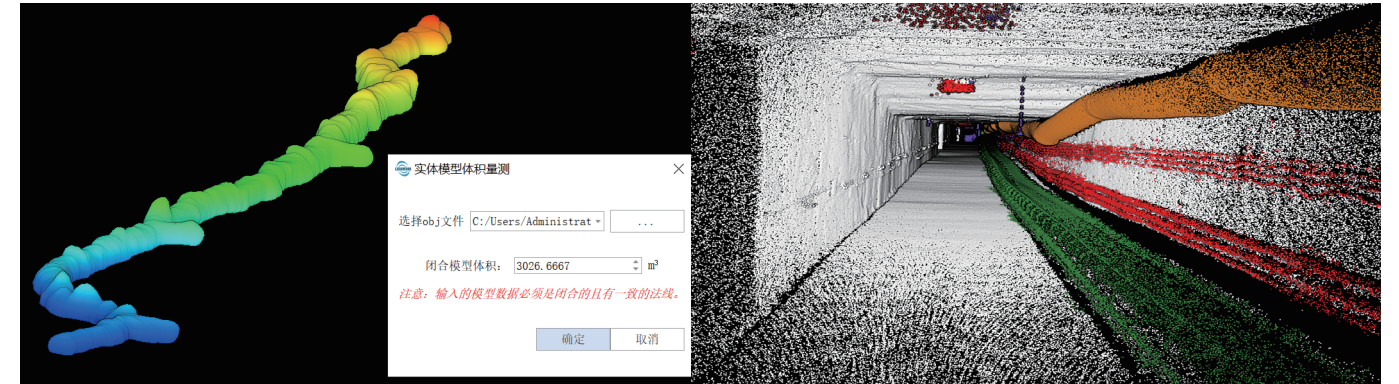 实体模型体积量测
选择obj文件 C:/Users/Administrat ...
闭合模型体积： 3026.6667 m³
注意：输入的模型数据必须是闭合的且有一致的法线。
确定 取消